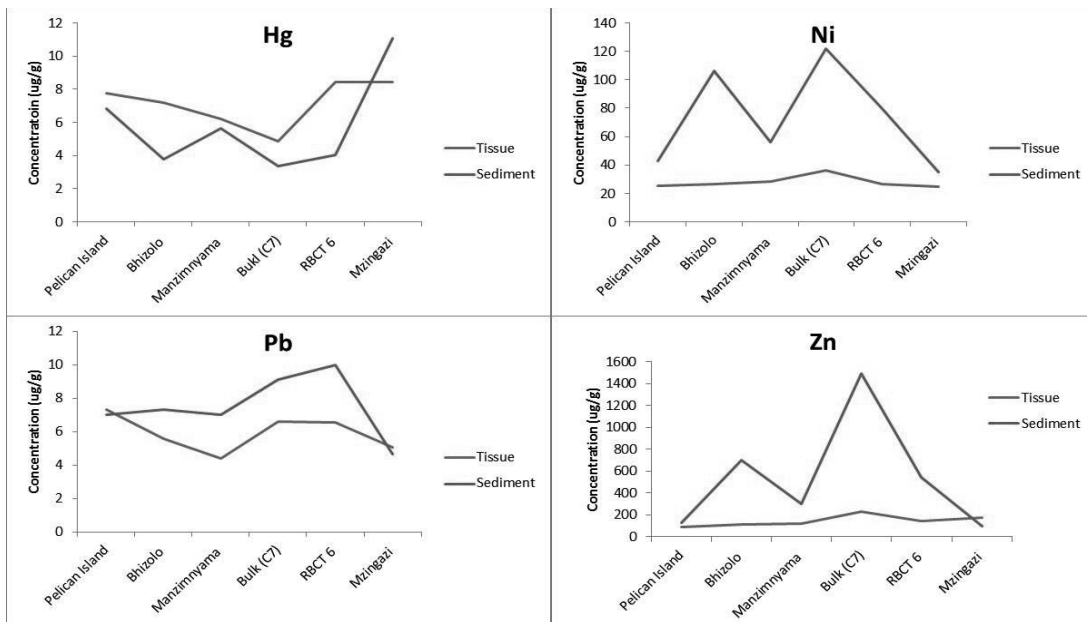 Hg
Concentratoin (ug/g)
12
10
8
6
4
2
0
Pelican Island
Bhizolo
Manzimnyama
Bukl (C7)
RBCT 6
Mzingazi
Tissue
Sediment
Ni
Concentration (ug/g)
140
120
100
80
60
40
20
0
Pelican Island
Bhizolo
Manzimnyama
Bulk (C7)
RBCT 6
Mzingazi
Tissue
Sediment
Pb
Concentration (ug/g)
12
10
8
6
4
2
0
Pelican Island
Bhizolo
Manzimnyama
Bulk (C7)
RBCT 6
Mzingazi
Tissue
Sediment
Zn
Concentration (ug/g)
1600
1400
1200
1000
800
600
400
200
0
Pelican Island
Bhizolo
Manzimnyama
Bulk (C7)
RBCT 6
Mzingazi
Tissue
Sediment